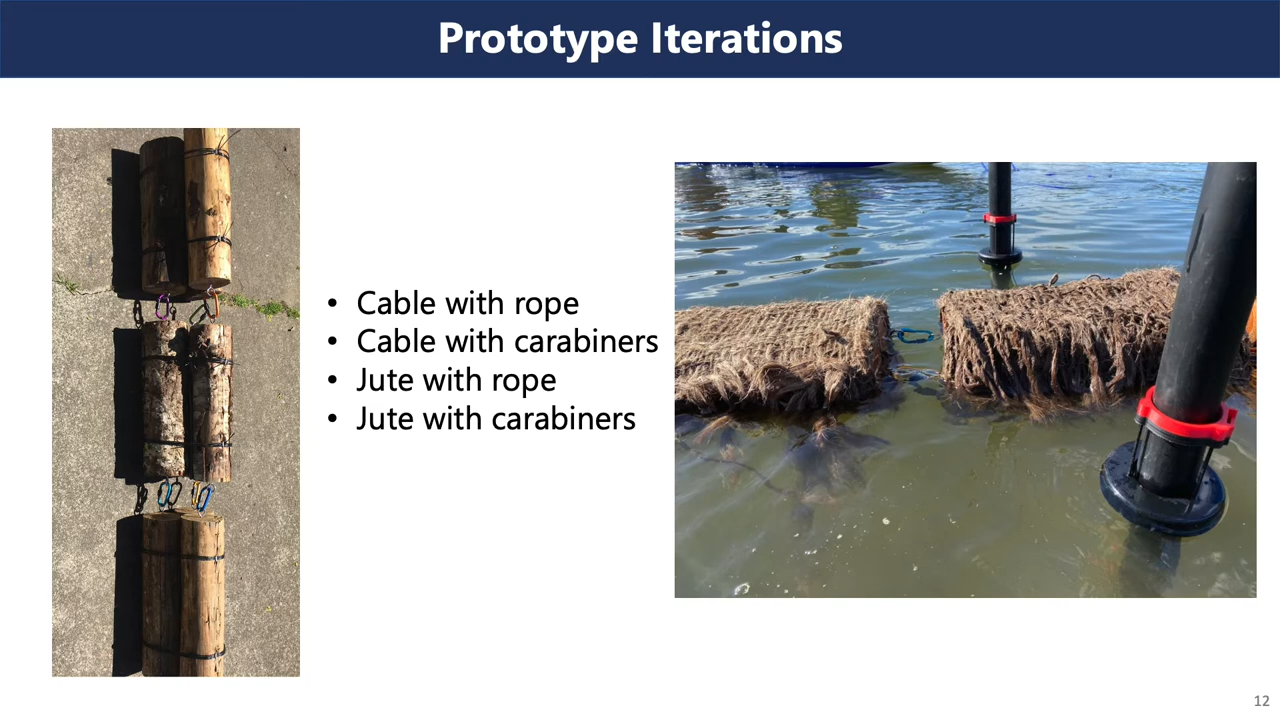 Prototype Iterations
• Cable with rope
• Cable with carabiners
• Jute with rope
• Jute with carabiners
12